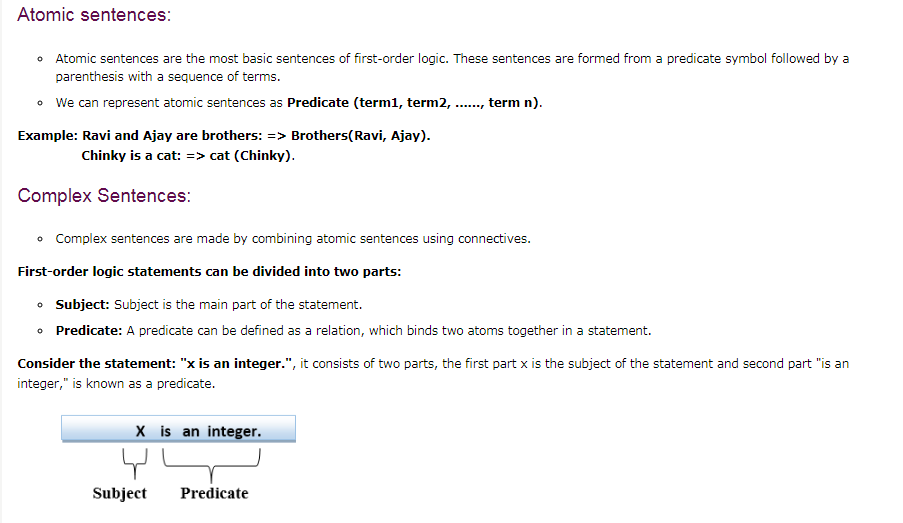 Atomic sentences:
Atomic sentences are the most basic sentences of first-order logic. These sentences are formed from a predicate symbol followed by a
parenthesis with a sequence of terms.
We can represent atomic sentences as Predicate (term1, term2, ......, term n).
Example: Ravi and Ajay are brothers: => Brothers(Ravi, Ajay).
Chinky is a cat: => cat (Chinky).
Complex Sentences:
Complex sentences are made by combining atomic sentences using connectives.
First-order logic statements can be divided into two parts:
Subject: Subject is the main part of the statement.
Predicate: A predicate can be defined as a relation, which binds two atoms together in a statement.
Consider the statement: "x is an integer.", it consists of two parts, the first part x is the subject of the statement and second part "is an
integer," is known as a predicate.
X is an integer.
Subject Predicate